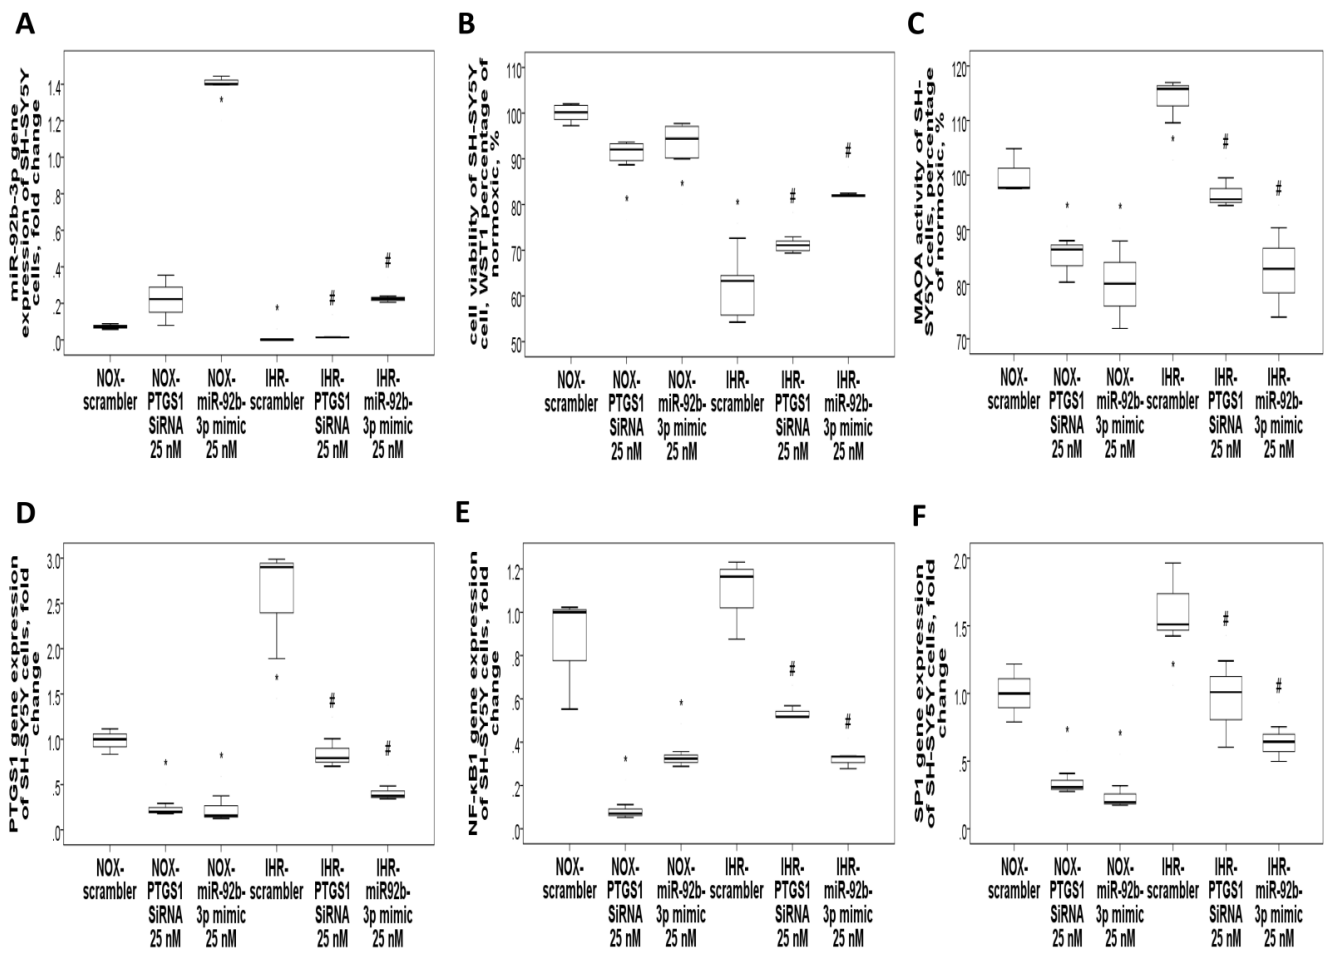 A
miR-92b-3p gene
expression of SH-SY5Y
cells, fold change
1.4
1.2
1.0
.8
.6
.4
.2
.0
*
*
#
#
NOX-
scrambler
NOX-
PTGS1
SiRNA
25 nM
NOX-
miR-92b-
3p mimic
25 nM
IHR-
scrambler
IHR-
PTGS1
SiRNA
25 nM
IHR-
miR-92b-
3p mimic
25 nM
B
cell viability of SH-SY5Y
cell, WST1 percentage of
normoxic, %
110
100
90
80
70
60
50
*
*
*
#
#
NOX-
scrambler
NOX-
PTGS1
SiRNA
25 nM
NOX-
miR-92b-
3p mimic
25 nM
IHR-
scrambler
IHR-
PTGS1
SiRNA
25 nM
IHR-
miR-92b-
3p mimic
25 nM
C
MAOA activity of SH-
SY5Y cells, percentage
of normoxic, %
120
110
100
90
80
70
*
*
*
#
#
NOX-
scrambler
NOX-
PTGS1
SiRNA
25 nM
NOX-
miR-92b-
3p mimic
25 nM
IHR-
scrambler
IHR-
PTGS1
SiRNA
25 nM
IHR-
miR-92b-
3p mimic
25 nM
D
PTGS1 gene expression
of SH-SY5Y cells, fold
change
3.0
2.5
2.0
1.5
1.0
0.5
.0
*
*
*
#
#
NOX-
scrambler
NOX-
PTGS1
SiRNA
25 nM
NOX-
miR-92b-
3p mimic
25 nM
IHR-
scrambler
IHR-
PTGS1
SiRNA
25 nM
IHR-
miR92b-
3p mimic
25 nM
E
NF-κB1 gene expression
of SH-SY5Y cells, fold
change
1.2
1.0
.8
.6
.4
.2
.0
*
*
#
#
NOX-
scrambler
NOX-
PTGS1
SiRNA
25 nM
NOX-
miR-92b-
3p mimic
25 nM
IHR-
scrambler
IHR-
PTGS1
SiRNA
25 nM
IHR-
miR-92b-
3p mimic
25 nM
F
SP1 gene expression
of SH-SY5Y cells, fold
change
2.0
1.5
1.0
.5
.0
*
*
*
#
#
NOX-
scrambler
NOX-
PTGS1
SiRNA
25 nM
NOX-
miR-92b-
3p mimic
25 nM
IHR-
scrambler
IHR-
PTGS1
SiRNA
25 nM
IHR-
miR-92b-
3p mimic
25 nM